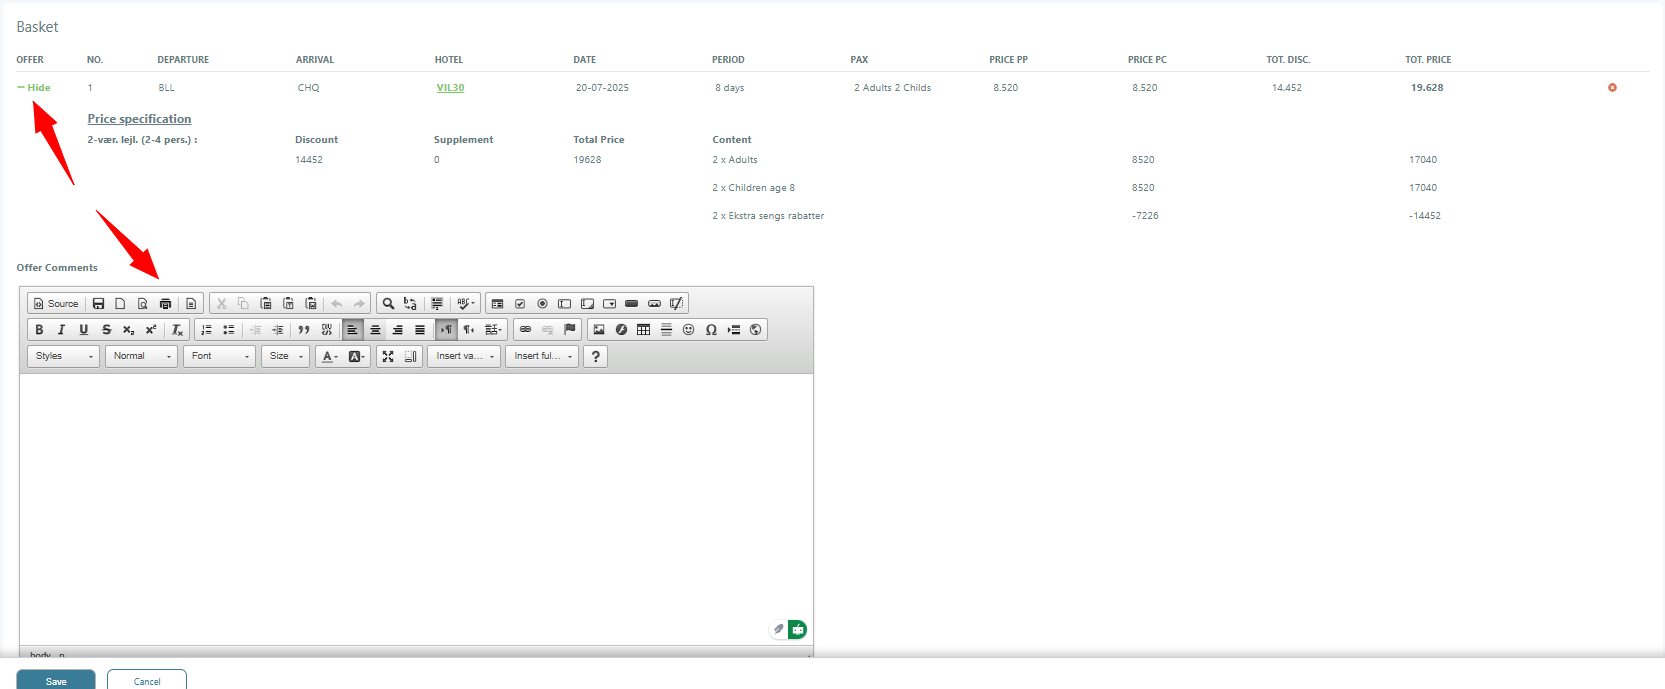 Basket
OFFER NO. DEPARTURE ARRIVAL HOTEL DATE PERIOD PAX PRICE PP PRICE PC TOT. DISC. TOT. PRICE
Hide 1 BLL CHQ VIL30 20-07-2025 8 days 2 Adults 2 Childs 8.520 8.520 14.452 19.628
Price specification
2-vær. lejl. (2-4 pers.) : Discount Supplement Total Price Content
14452 0 19628 2 x Adults 8520 17040
2 x Children age 8 8520 17040
2 x Ekstra sengs rabatter -7226 -14452
Offer Comments
Source
Styles Normal Font Size Insert va... Insert ful... ?
body p
Save Cancel